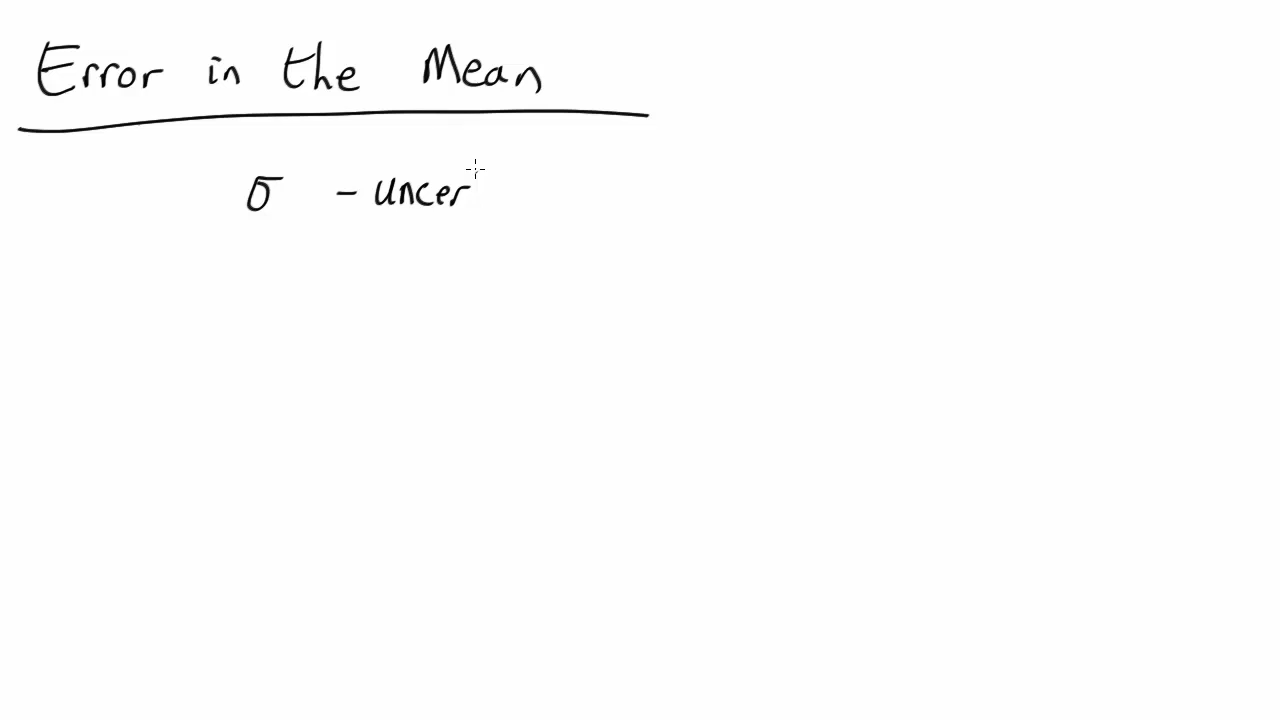 Error in the Mean
σ - uncer